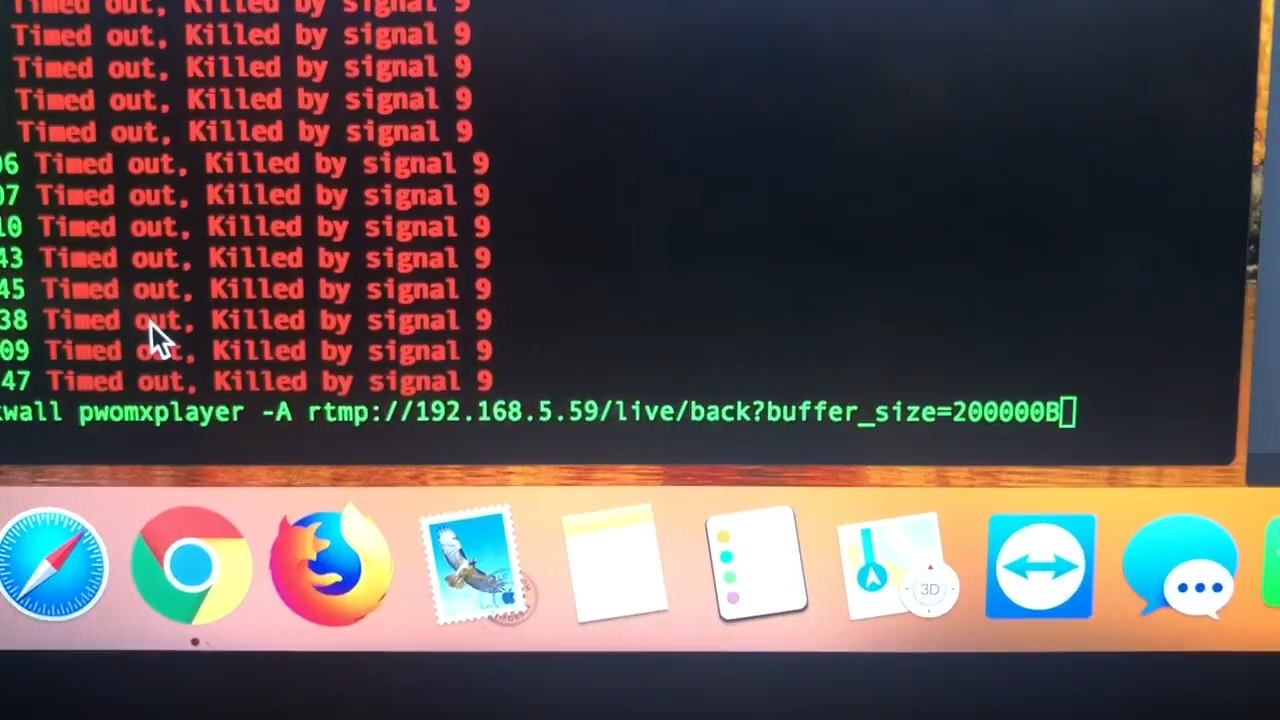 Timed out, Killed by signal 9
Timed out, Killed by signal 9
Timed out, Killed by signal 9
Timed out, Killed by signal 9
Timed out, Killed by signal 9
06 Timed out, Killed by signal 9
07 Timed out, Killed by signal 9
10 Timed out, Killed by signal 9
43 Timed out, Killed by signal 9
45 Timed out, Killed by signal 9
38 Timed out, Killed by signal 9
09 Timed out, Killed by signal 9
47 Timed out, Killed by signal 9
wall pwomxplayer -A rtmp://192.168.5.59/live/back?buffer_size=200000B
3D